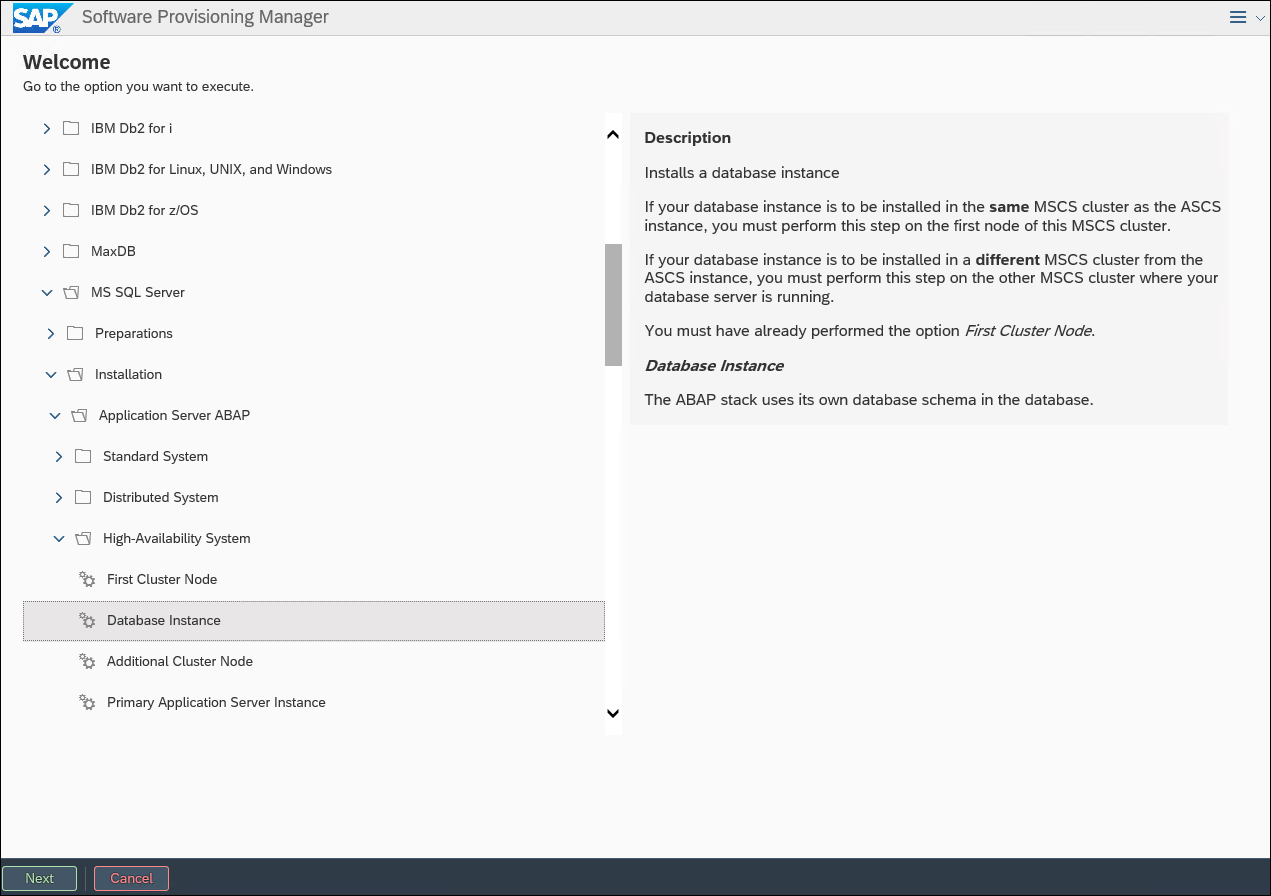 SAP® Software Provisioning Manager
Welcome
Go to the option you want to execute.
IBM Db2 for i
IBM Db2 for Linux, UNIX, and Windows
IBM Db2 for z/OS
MaxDB
MS SQL Server
Preparations
Installation
Application Server ABAP
Standard System
Distributed System
High-Availability System
First Cluster Node
Database Instance
Additional Cluster Node
Primary Application Server Instance
Description
Installs a database instance
If your database instance is to be installed in the same MSCS cluster as the ASCS
instance, you must perform this step on the first node of this MSCS cluster.
If your database instance is to be installed in a different MSCS cluster from the
ASCS instance, you must perform this step on the other MSCS cluster where your
database server is running.
You must have already performed the option First Cluster Node.
Database Instance
The ABAP stack uses its own database schema in the database.
Next
Cancel